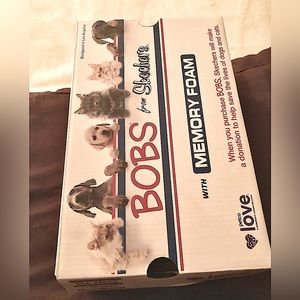 BOBS
from Skechers
WITH MEMORY FOAM
When you purchase BOBS, Skechers will make
a donation to help save the lives of dogs and cats.
petco
love